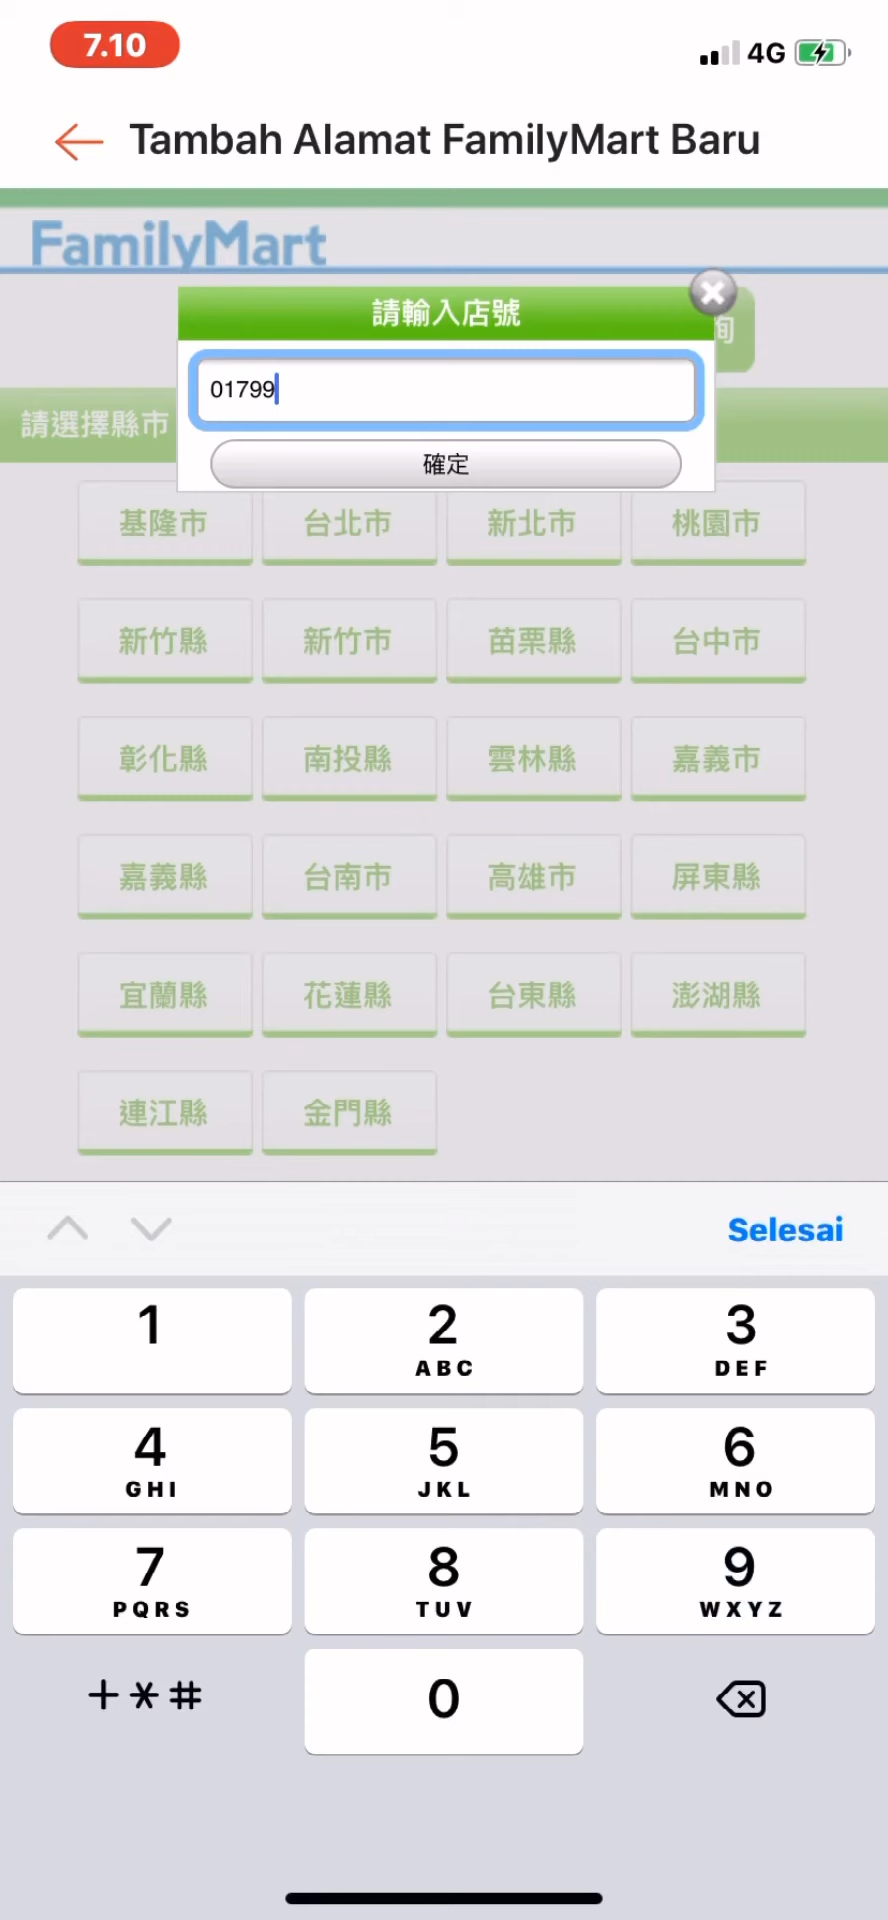 7.10
4G
Tambah Alamat FamilyMart Baru
FamilyMart
請輸入店號
詢
01799
請選擇縣市
確定
基隆市 台北市 新北市 桃園市
新竹縣 新竹市 苗栗縣 台中市
彰化縣 南投縣 雲林縣 嘉義市
嘉義縣 台南市 高雄市 屏東縣
宜蘭縣 花蓮縣 台東縣 澎湖縣
連江縣 金門縣
Selesai
1 2 3
ABC DEF
4 5 6
GHI JKL MNO
7 8 9
PQRS TUV WXYZ
+*# 0